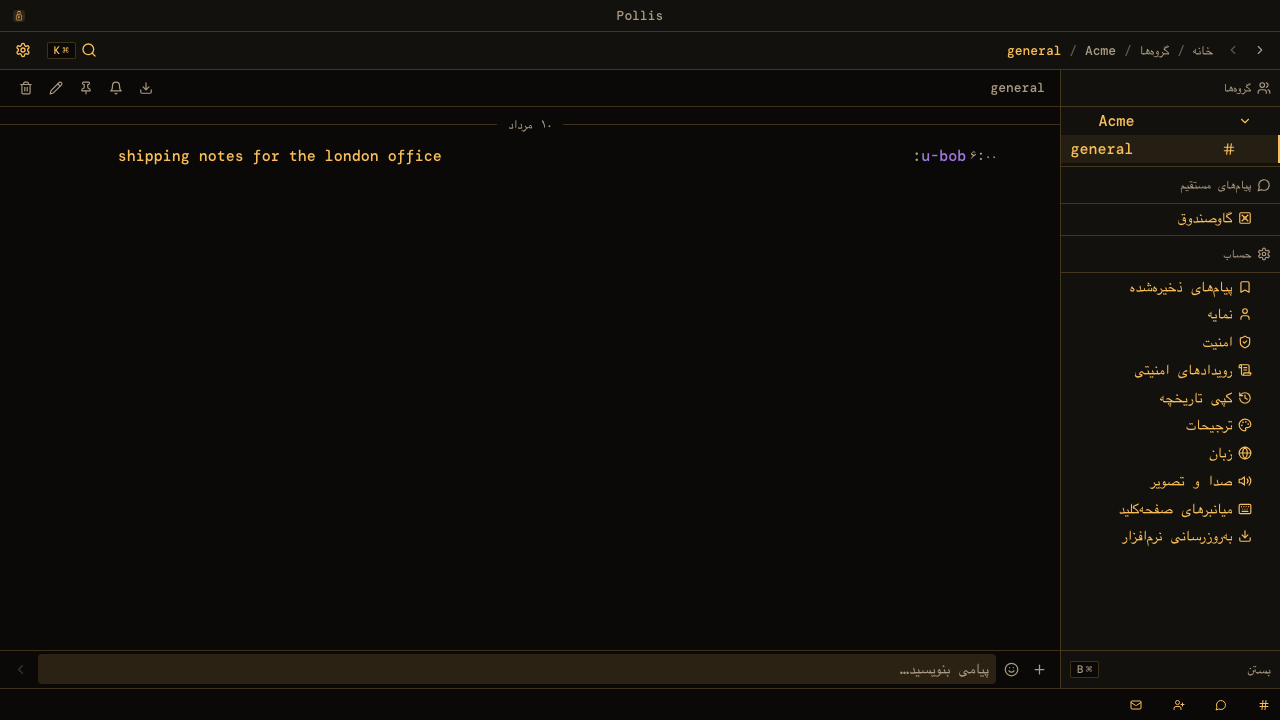 Pollis
K⌘
خانه / گروه‌ها / Acme / general
general
گروه‌ها
Acme
general #
۱۰ مرداد
۶:۰۰ u-bob:
shipping notes for the london office
پیام‌های مستقیم
گاوصندوق
حساب
پیام‌های ذخیره‌شده
نمایه
امنیت
رویدادهای امنیتی
کپی تاریخچه
ترجیحات
زبان
صدا و تصویر
میانبرهای صفحه‌کلید
به‌روزرسانی نرم‌افزار
پیامی بنویسید...
بستن
B⌘